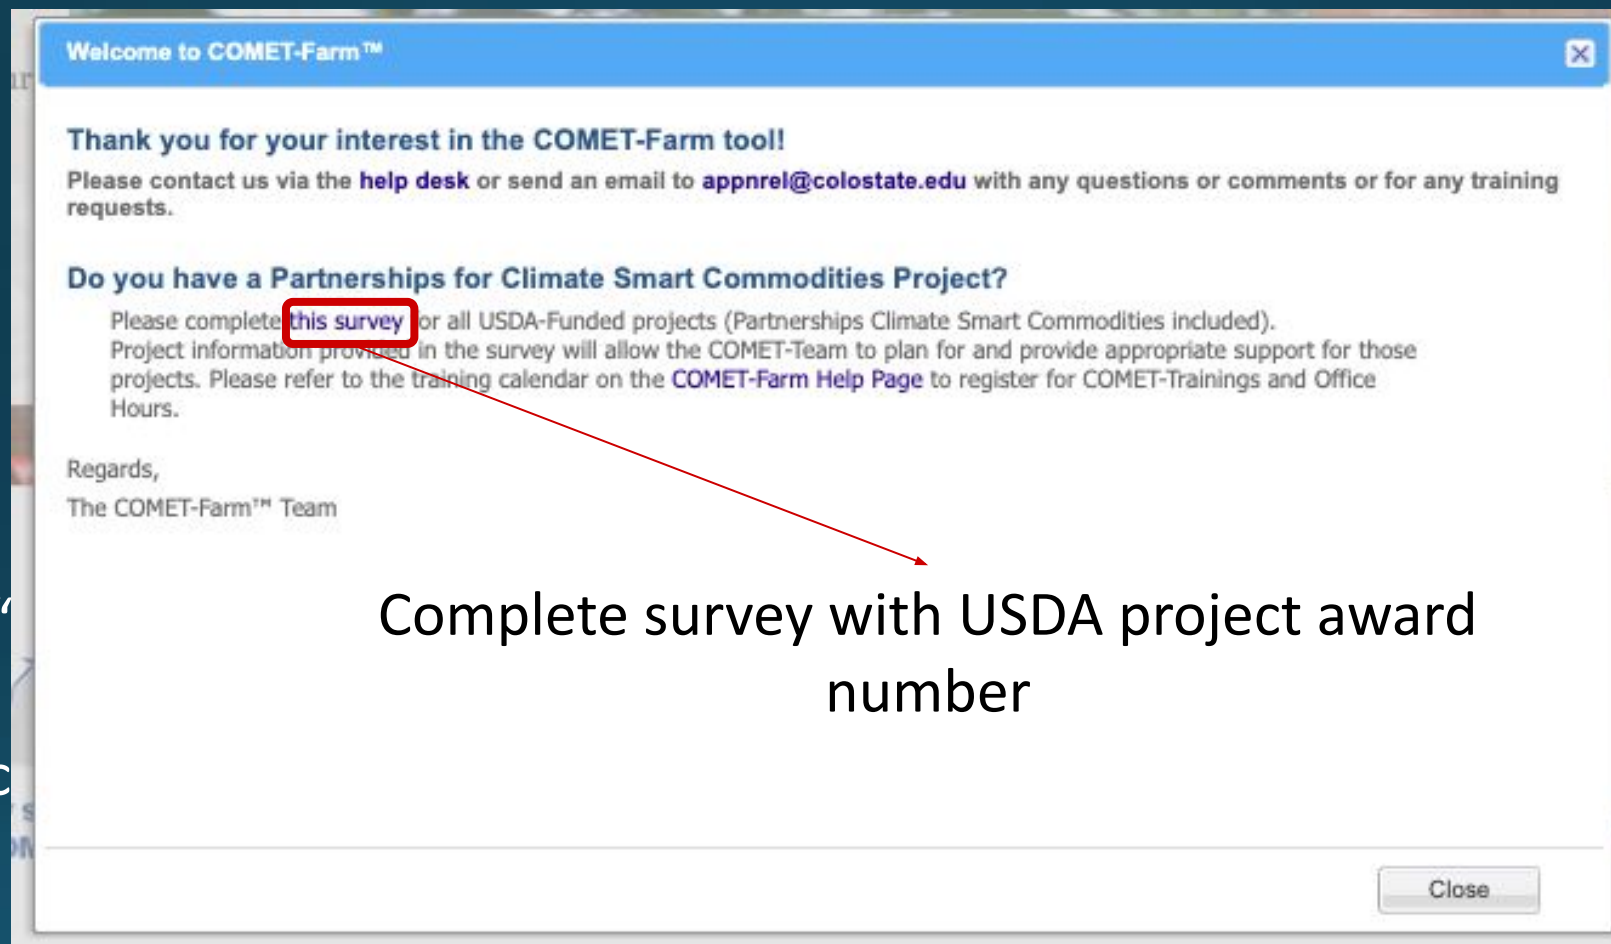 Welcome to COMET-Farm™
Thank you for your interest in the COMET-Farm tool!
Please contact us via the help desk or send an email to appnrel@colostate.edu with any questions or comments or for any training
requests.
Do you have a Partnerships for Climate Smart Commodities Project?
Please complete this survey or all USDA-Funded projects (Partnerships Climate Smart Commodities included).
Project information provided in the survey will allow the COMET-Team to plan for and provide appropriate support for those
projects. Please refer to the training calendar on the COMET-Farm Help Page to register for COMET-Trainings and Office
Hours.
Regards,
The COMET-Farm™ Team
Complete survey with USDA project award
number
Close